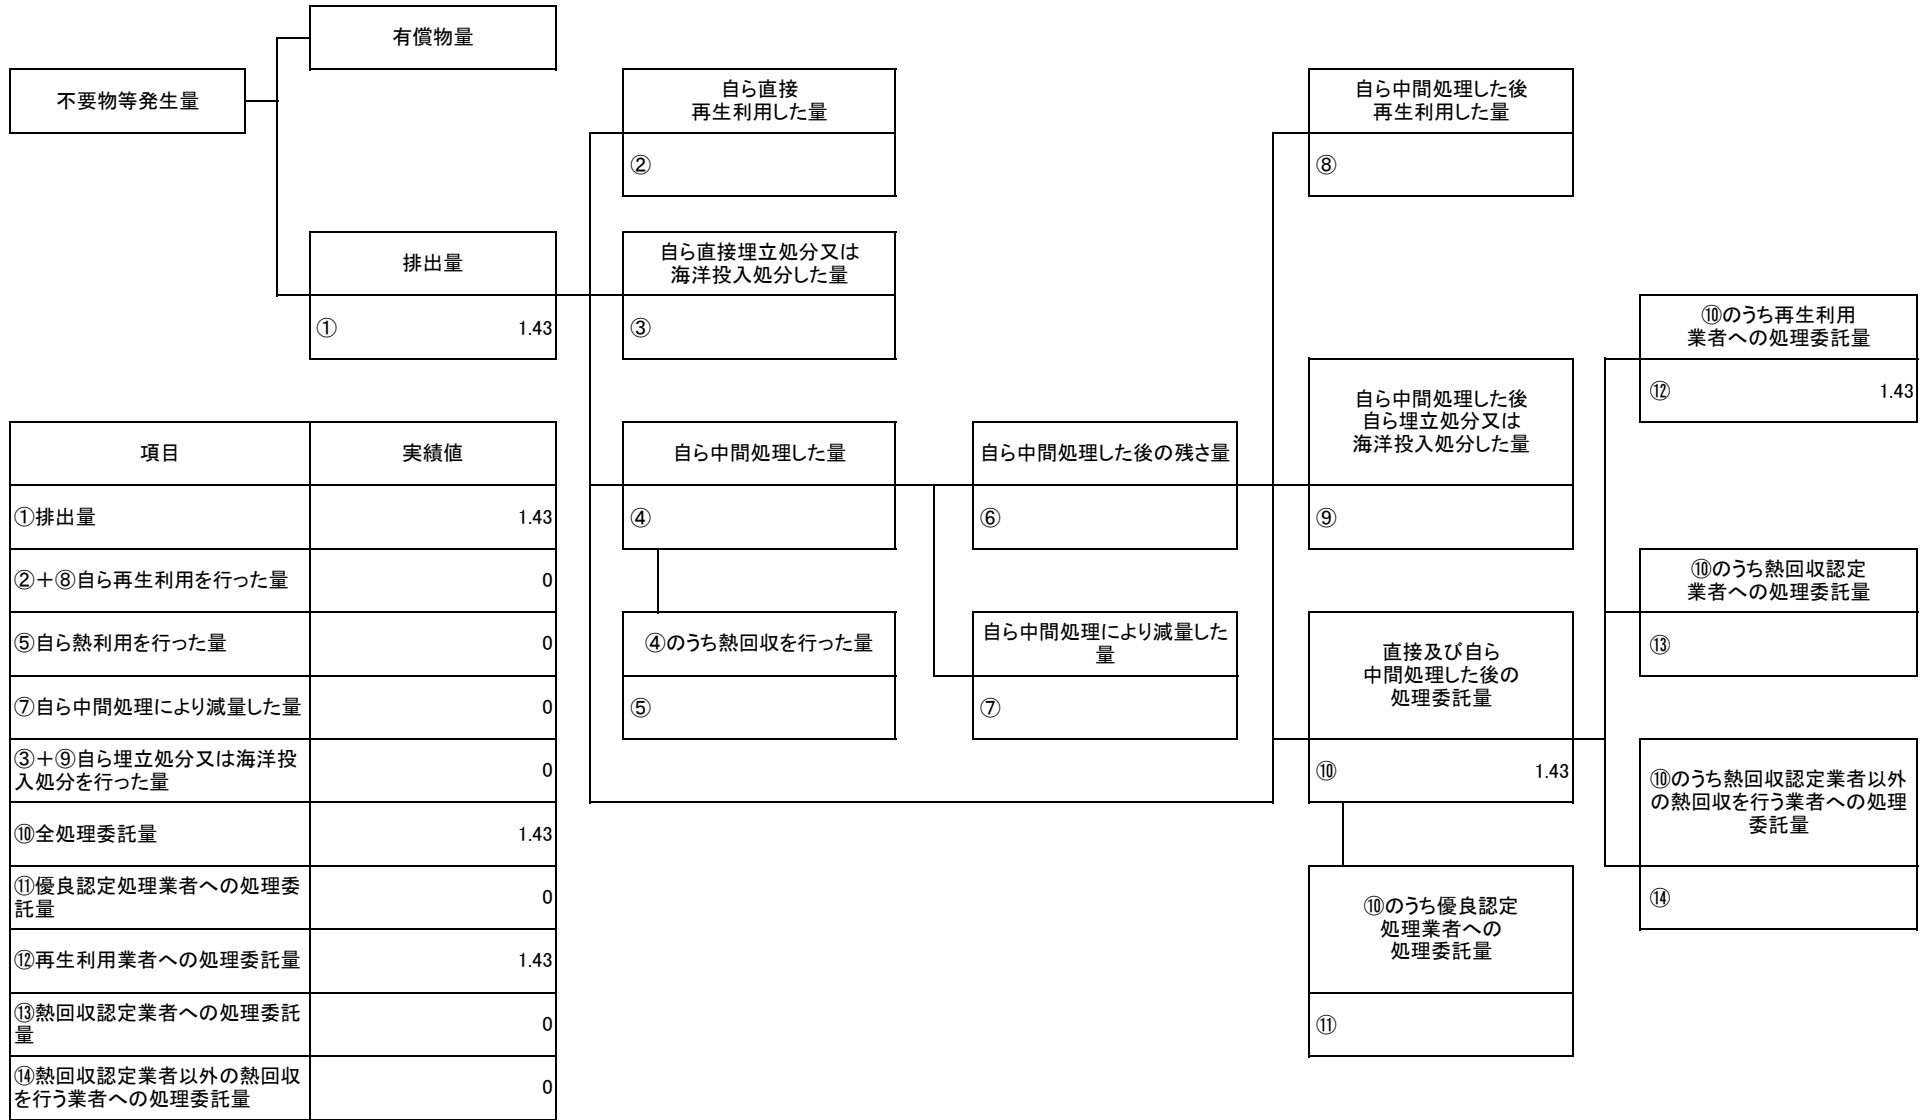 有償物量
不要物等発生量
自ら直接
再生利用した量
②
自ら中間処理した後
再生利用した量
⑧
排出量
① 1.43
自ら直接埋立処分又は
海洋投入処分した量
③
⑩のうち再生利用
業者への処理委託量
⑫ 1.43
自ら中間処理した量
④
自ら中間処理した後の残さ量
⑥
自ら中間処理した後
自ら埋立処分又は
海洋投入処分した量
⑨
⑩のうち熱回収認定
業者への処理委託量
⑬
④のうち熱回収を行った量
⑤
自ら中間処理により減量した
量
⑦
直接及び自ら
中間処理した後の
処理委託量
⑩ 1.43
⑩のうち熱回収認定業者以外
の熱回収を行う業者への処理
委託量
⑭
⑩のうち優良認定
処理業者への
処理委託量
⑪
項目 実績値
①排出量 1.43
②＋⑧自ら再生利用を行った量 0
⑤自ら熱利用を行った量 0
⑦自ら中間処理により減量した量 0
③＋⑨自ら埋立処分又は海洋投
入処分を行った量 0
⑩全処理委託量 1.43
⑪優良認定処理業者への処理委
託量 0
⑫再生利用業者への処理委託量 1.43
⑬熱回収認定業者への処理委託
量 0
⑭熱回収認定業者以外の熱回収
を行う業者への処理委託量 0